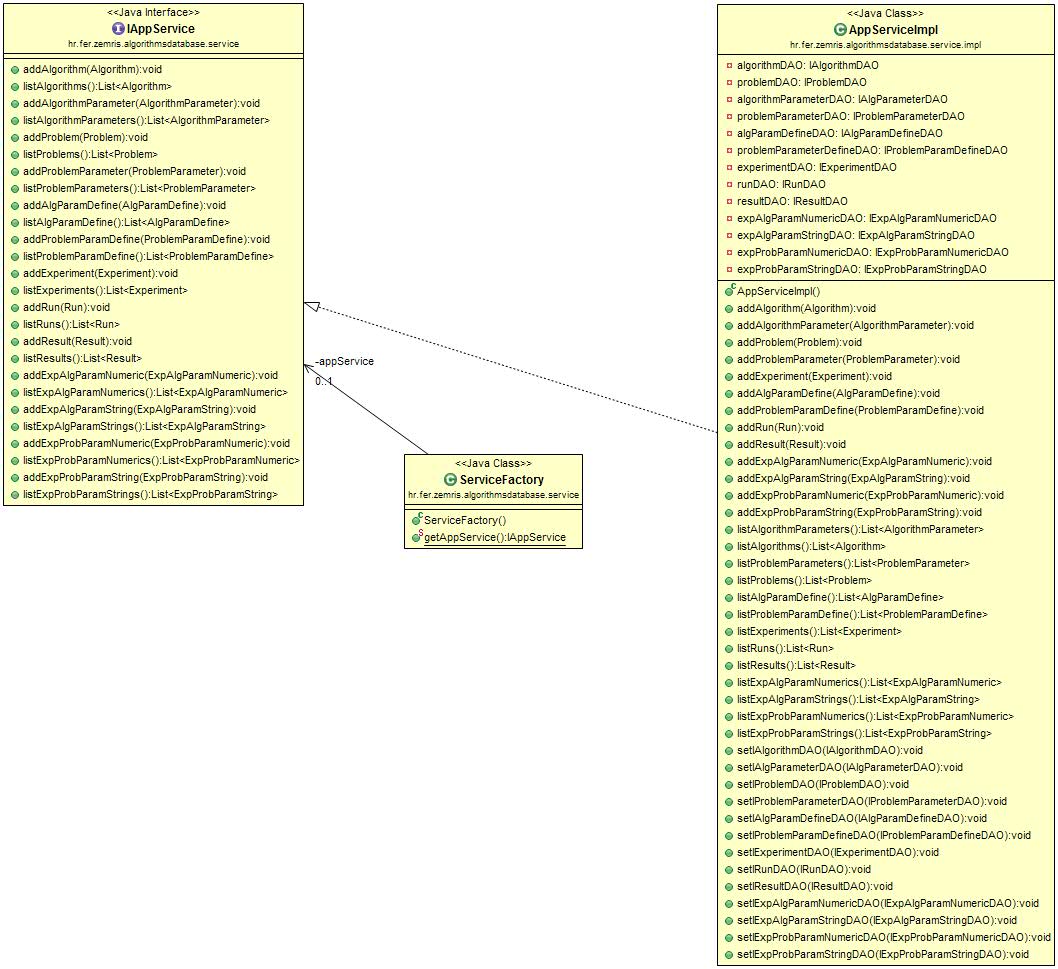 <<Java Interface>>
IAppService
hr.fer.zemris.algorithmsdatabase.service
addAlgorithm(Algorithm):void
listAlgorithms():List<Algorithm>
addAlgorithmParameter(AlgorithmParameter):void
listAlgorithmParameters():List<AlgorithmParameter>
addProblem(Problem):void
listProblems():List<Problem>
addProblemParameter(ProblemParameter):void
listProblemParameters():List<ProblemParameter>
addAlgParamDefine(AlgParamDefine):void
listAlgParamDefine():List<AlgParamDefine>
addProblemParamDefine(ProblemParamDefine):void
listProblemParamDefine():List<ProblemParamDefine>
addExperiment(Experiment):void
listExperiments():List<Experiment>
addRun(Run):void
listRuns():List<Run>
addResult(Result):void
listResults():List<Result>
addExpAlgParamNumeric(ExpAlgParamNumeric):void
listExpAlgParamNumerics():List<ExpAlgParamNumeric>
addExpAlgParamString(ExpAlgParamString):void
listExpAlgParamStrings():List<ExpAlgParamString>
addExpProbParamNumeric(ExpProbParamNumeric):void
listExpProbParamNumerics():List<ExpProbParamNumeric>
addExpProbParamString(ExpProbParamString):void
listExpProbParamStrings():List<ExpProbParamString>
-appService
0..1
<<Java Class>>
ServiceFactory
hr.fer.zemris.algorithmsdatabase.service
ServiceFactory()
getAppService():IAppService
<<Java Class>>
AppServiceImpl
hr.fer.zemris.algorithmsdatabase.service.impl
algorithmDAO: IAlgorithmDAO
problemDAO: IProblemDAO
algorithmParameterDAO: IAlgParameterDAO
problemParameterDAO: IProblemParameterDAO
algParamDefineDAO: IAlgParamDefineDAO
problemParameterDefineDAO: IProblemParamDefineDAO
experimentDAO: IExperimentDAO
runDAO: IRunDAO
resultDAO: IResultDAO
expAlgParamNumericDAO: IExpAlgParamNumericDAO
expAlgParamStringDAO: IExpAlgParamStringDAO
expProbParamNumericDAO: IExpProbParamNumericDAO
expProbParamStringDAO: IExpProbParamStringDAO
AppServiceImpl()
addAlgorithm(Algorithm):void
addAlgorithmParameter(AlgorithmParameter):void
addProblem(Problem):void
addProblemParameter(ProblemParameter):void
addExperiment(Experiment):void
addAlgParamDefine(AlgParamDefine):void
addProblemParamDefine(ProblemParamDefine):void
addRun(Run):void
addResult(Result):void
addExpAlgParamNumeric(ExpAlgParamNumeric):void
addExpAlgParamString(ExpAlgParamString):void
addExpProbParamNumeric(ExpProbParamNumeric):void
addExpProbParamString(ExpProbParamString):void
listAlgorithmParameters():List<AlgorithmParameter>
listAlgorithms():List<Algorithm>
listProblemParameters():List<ProblemParameter>
listProblems():List<Problem>
listAlgParamDefine():List<AlgParamDefine>
listProblemParamDefine():List<ProblemParamDefine>
listExperiments():List<Experiment>
listRuns():List<Run>
listResults():List<Result>
listExpAlgParamNumerics():List<ExpAlgParamNumeric>
listExpAlgParamStrings():List<ExpAlgParamString>
listExpProbParamNumerics():List<ExpProbParamNumeric>
listExpProbParamStrings():List<ExpProbParamString>
setIAlgorithmDAO(IAlgorithmDAO):void
setIAlgParameterDAO(IAlgParameterDAO):void
setIProblemDAO(IProblemDAO):void
setIProblemParameterDAO(IProblemParameterDAO):void
setIAlgParamDefineDAO(IAlgParamDefineDAO):void
setIProblemParamDefineDAO(IProblemParamDefineDAO):void
setIExperimentDAO(IExperimentDAO):void
setIRunDAO(IRunDAO):void
setIResultDAO(IResultDAO):void
setIExpAlgParamNumericDAO(IExpAlgParamNumericDAO):void
setIExpAlgParamStringDAO(IExpAlgParamStringDAO):void
setIExpProbParamNumericDAO(IExpProbParamNumericDAO):void
setIExpProbParamStringDAO(IExpProbParamStringDAO):void